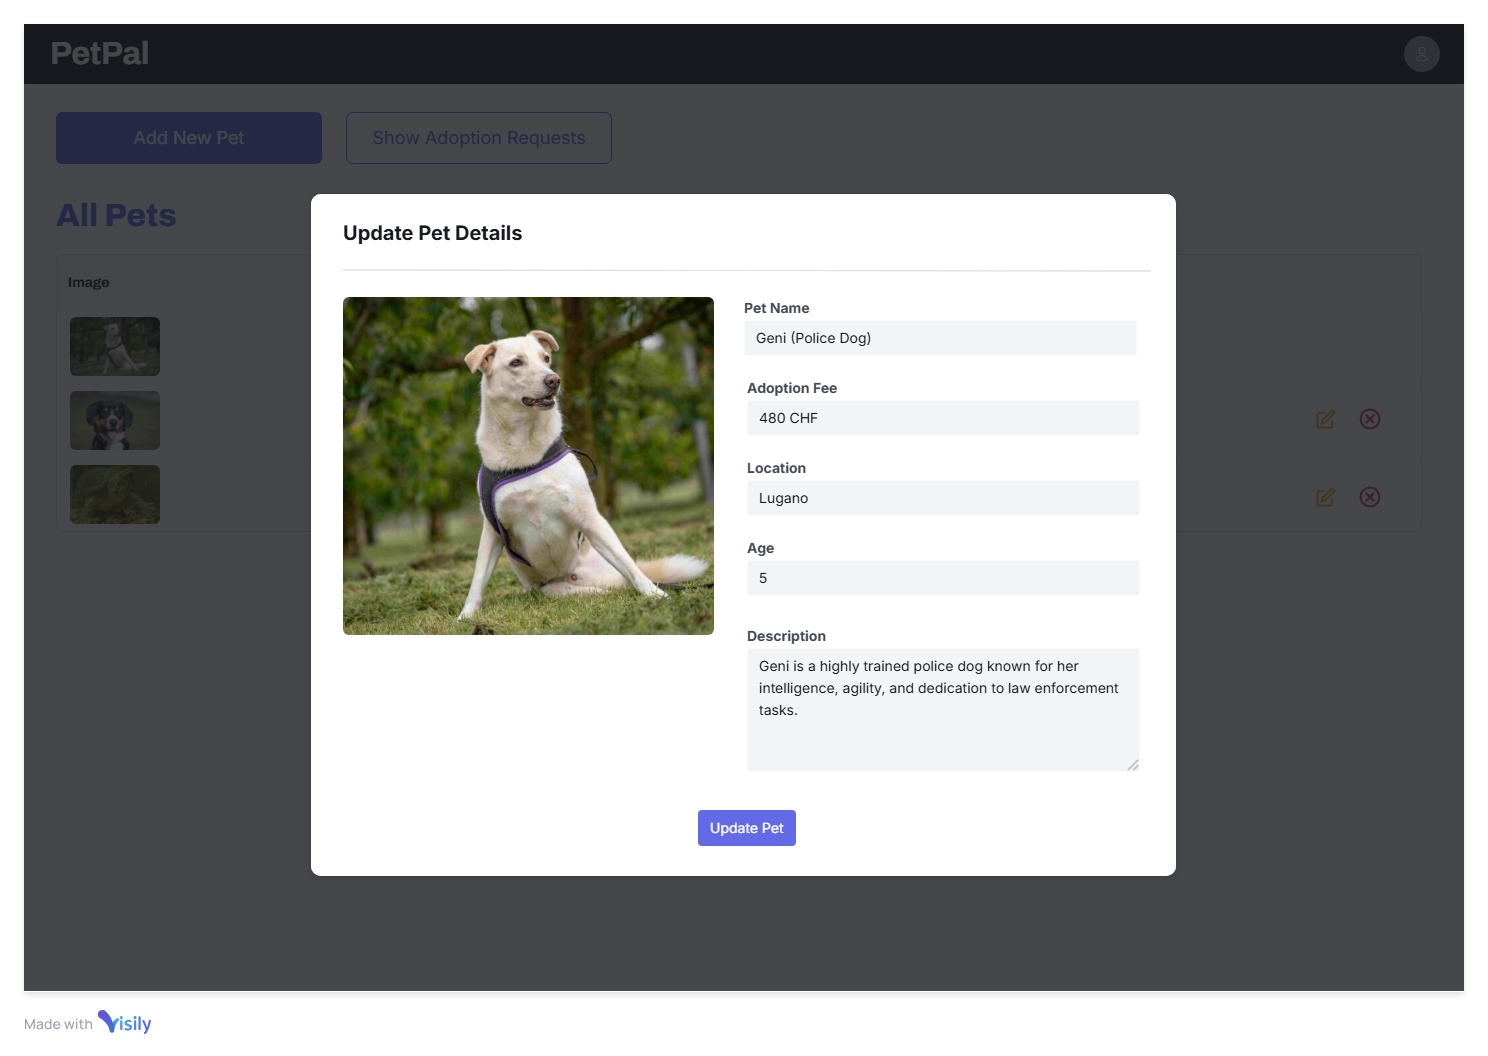 PetPal
Add New Pet
Show Adoption Requests
All Pets
Image
Update Pet Details
Pet Name
Geni (Police Dog)
Adoption Fee
480 CHF
Location
Lugano
Age
5
Description
Geni is a highly trained police dog known for her
intelligence, agility, and dedication to law enforcement
tasks.
Update Pet
Made with Visily